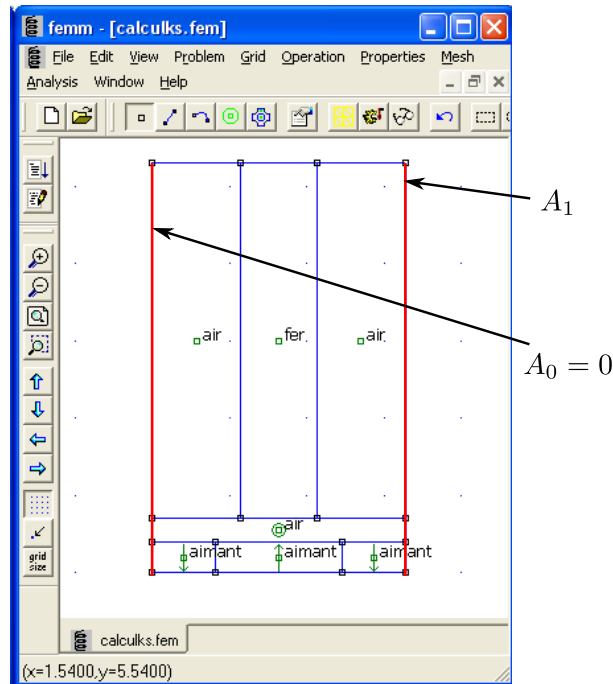 femm - [calculks.fem]
File Edit View Problem Grid Operation Properties Mesh
Analysis Window Help
A₁
air fer air
A₀ = 0
air
aimant aimant aimant
grid size
calculks.fem
(x=1.5400,y=5.5400)